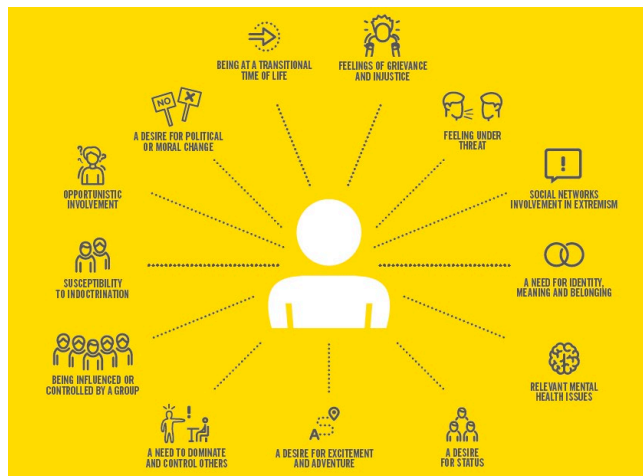 BEING AT A TRANSITIONAL
TIME OF LIFE
FEELINGS OF GRIEVANCE
AND INJUSTICE
NO X
A DESIRE FOR POLITICAL
OR MORAL CHANGE
FEELING UNDER
THREAT
OPPORTUNISTIC
INVOLVEMENT
!
SOCIAL NETWORKS
INVOLVEMENT IN EXTREMISM
SUSCEPTIBILITY
TO INDOCTRINATION
A NEED FOR IDENTITY,
MEANING AND BELONGING
BEING INFLUENCED OR
CONTROLLED BY A GROUP
RELEVANT MENTAL
HEALTH ISSUES
!
A NEED TO DOMINATE
AND CONTROL OTHERS
A
A DESIRE FOR EXCITEMENT
AND ADVENTURE
A DESIRE
FOR STATUS